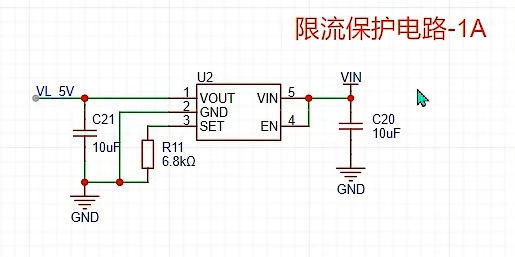 限流保护电路-1A
U2
VL_5V
1
VOUT
VIN
5
VIN
2
GND
3
SET
EN
4
C21
10uF
C20
10uF
R11
6.8kΩ
GND
GND